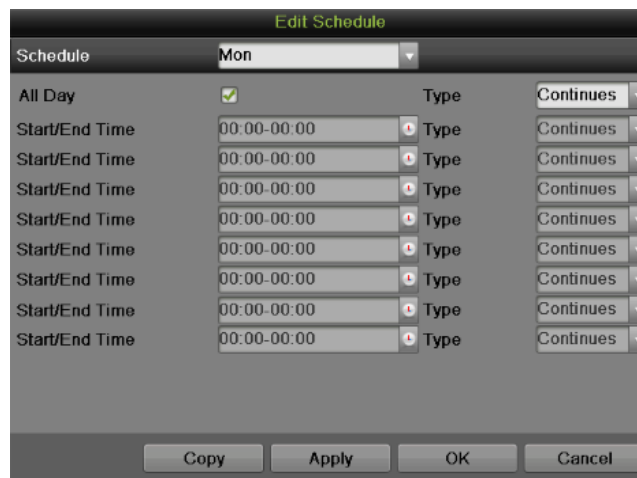 Edit Schedule
Schedule Mon
All Day Type Continues
Start/End Time 00:00-00:00 Type Continues
Start/End Time 00:00-00:00 Type Continues
Start/End Time 00:00-00:00 Type Continues
Start/End Time 00:00-00:00 Type Continues
Start/End Time 00:00-00:00 Type Continues
Start/End Time 00:00-00:00 Type Continues
Start/End Time 00:00-00:00 Type Continues
Start/End Time 00:00-00:00 Type Continues
Copy Apply OK Cancel